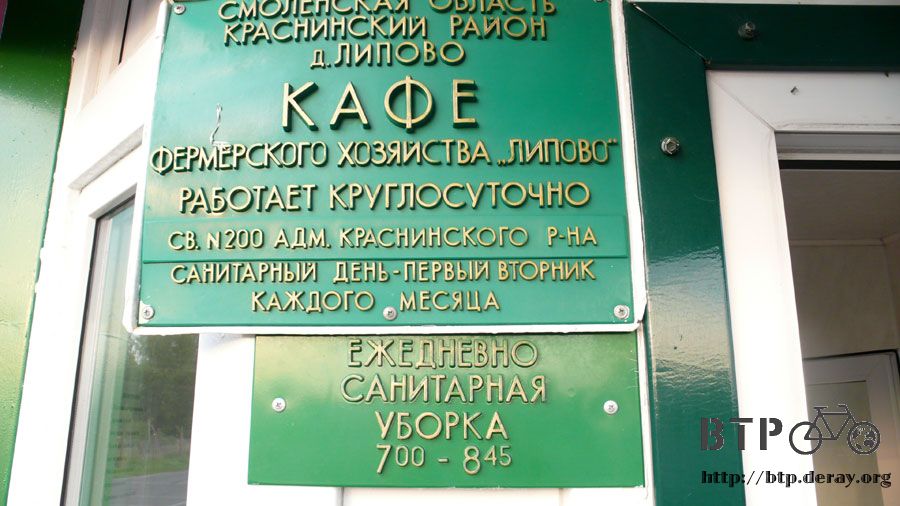 СМОЛЕНСКАЯ ОБЛАСТЬ
КРАСНИНСКИЙ РАЙОН
д.ЛИПОВО
КАФЕ
ФЕРМЕРСКОГО ХОЗЯЙСТВА „ЛИПОВО"
РАБОТАЕТ КРУГЛОСУТОЧНО
СВ. N200 АДМ. КРАСНИНСКОГО Р-НА
САНИТАРНЫЙ ДЕНЬ - ПЕРВЫЙ ВТОРНИК
КАЖДОГО МЕСЯЦА
ЕЖЕДНЕВНО
САНИТАРНАЯ
УБОРКА
7⁰⁰ - 8⁴⁵
BTP
http://btp.deray.org